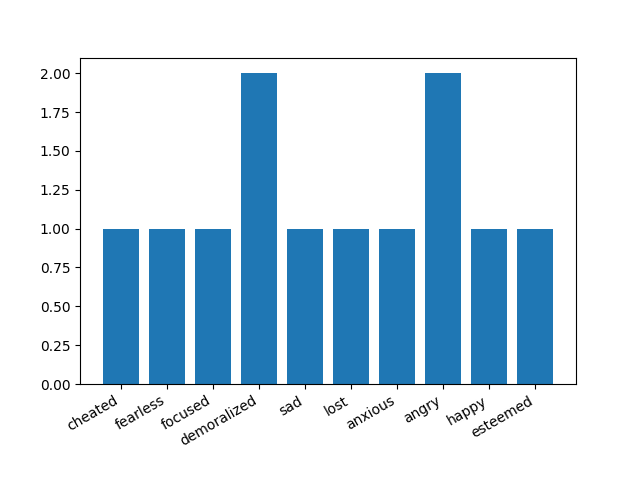 2.00
1.75
1.50
1.25
1.00
0.75
0.50
0.25
0.00
cheated
fearless
focused
demoralized
sad
lost
anxious
angry
happy
esteemed